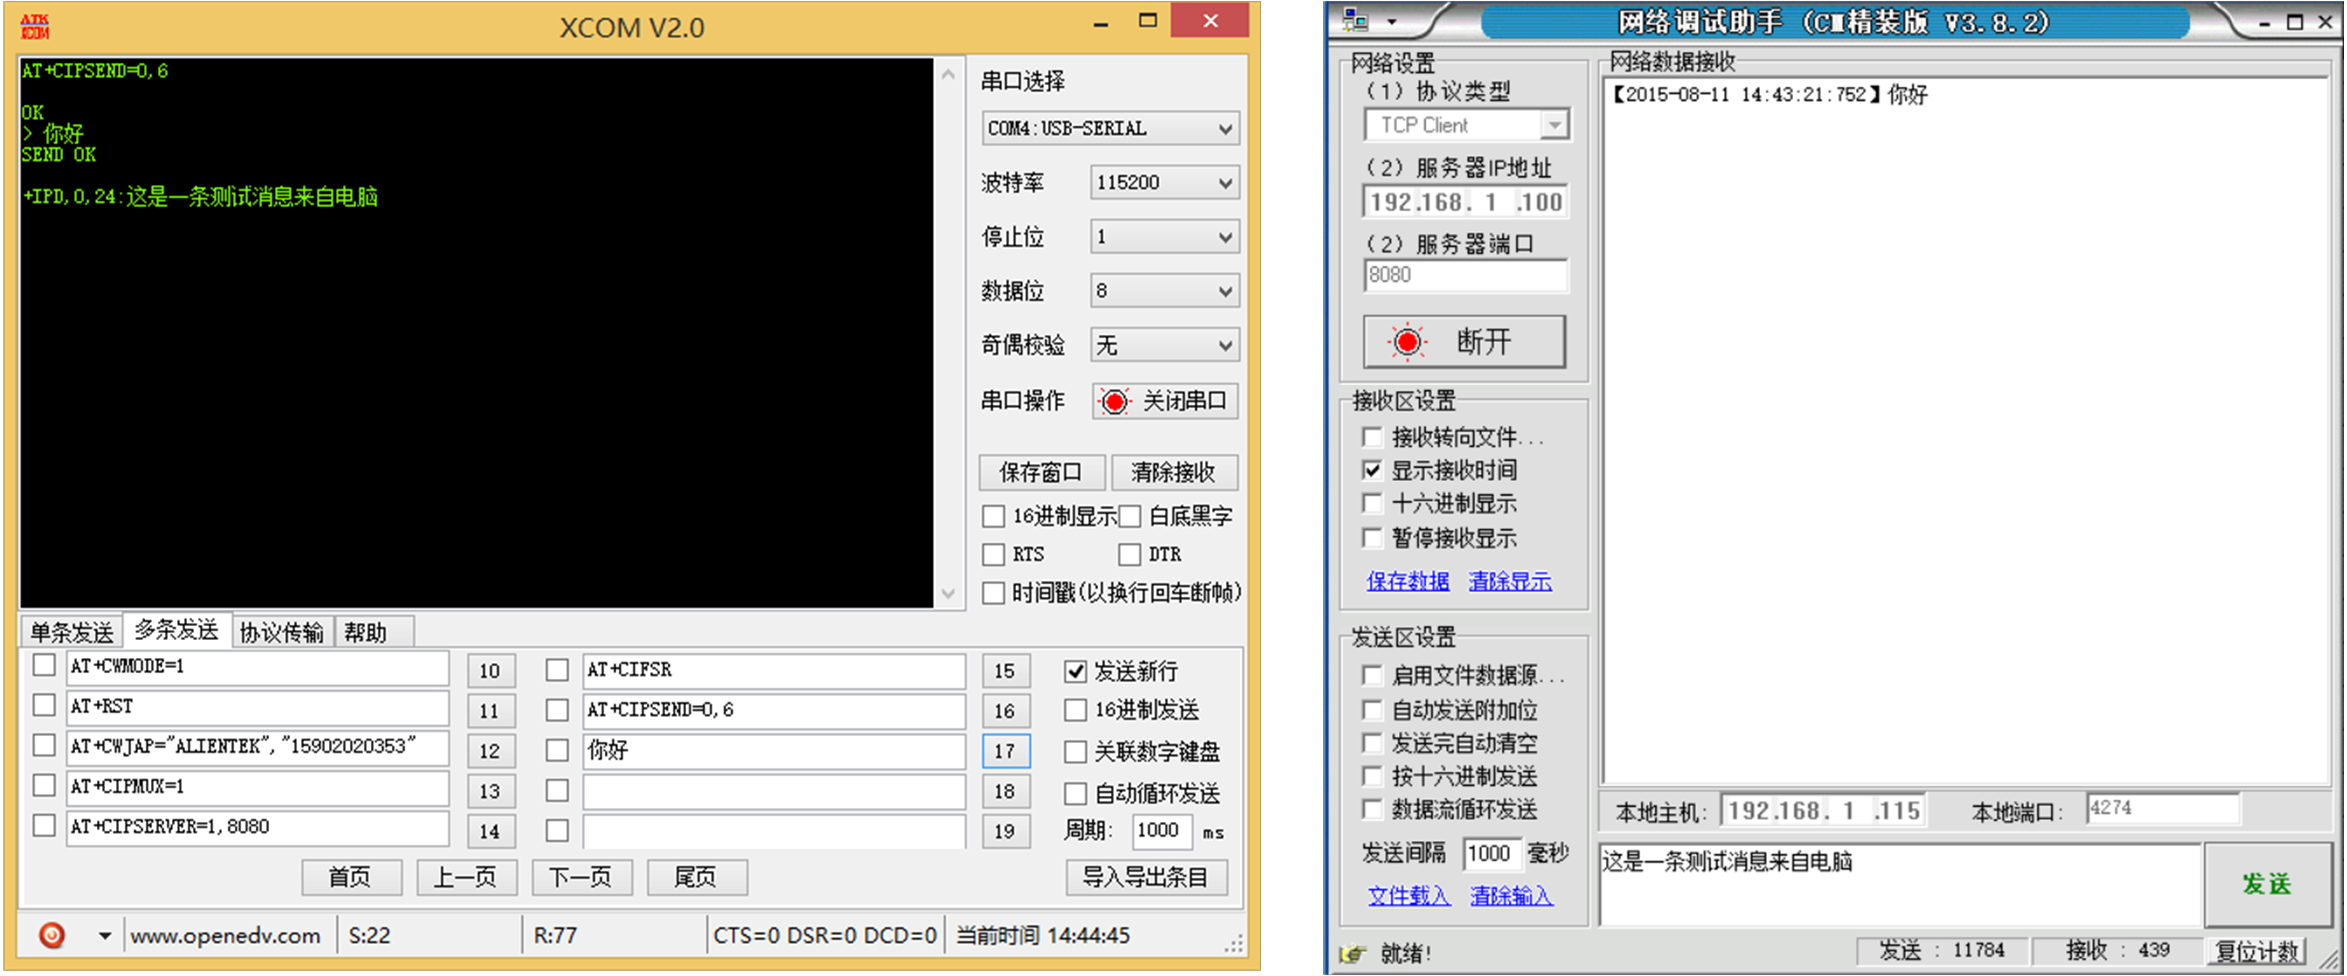 ATK
XCOM
XCOM V2.0
AT+CIPSEND=0,6
OK
> 你好
SEND OK
+IPD,0,24:这是一条测试消息来自电脑
串口选择
COM4:USB-SERIAL
波特率 115200
停止位 1
数据位 8
奇偶校验 无
串口操作 关闭串口
保存窗口 清除接收
16进制显示 白底黑字
RTS DTR
时间戳(以换行回车断帧)
单条发送 多条发送 协议传输 帮助
AT+CWMODE=1 10 AT+CIFSR 15 发送新行
AT+RST 11 AT+CIPSEND=0,6 16 16进制发送
AT+CWJAP="ALIENTEK","15902020353" 12 你好 17 关联数字键盘
AT+CIPMUX=1 13 18 自动循环发送
AT+CIPSERVER=1,8080 14 19 周期: 1000 ms
首页 上一页 下一页 尾页 导入导出条目
www.openedv.com S:22 R:77 CTS=0 DSR=0 DCD=0 当前时间 14:44:45
网络调试助手 (CM精装版 V3.8.2)
网络设置
(1) 协议类型
TCP Client
(2) 服务器IP地址
192.168. 1 .100
(2) 服务器端口
8080
断开
接收区设置
接收转向文件...
显示接收时间
十六进制显示
暂停接收显示
保存数据 清除显示
发送区设置
启用文件数据源...
自动发送附加位
发送完自动清空
按十六进制发送
数据流循环发送
发送间隔 1000 毫秒
文件载入 清除输入
网络数据接收
【2015-08-11 14:43:21:752】你好
本地主机: 192.168. 1 .115 本地端口: 4274
这是一条测试消息来自电脑
发送
就绪! 发送 : 11784 接收 : 439 复位计数